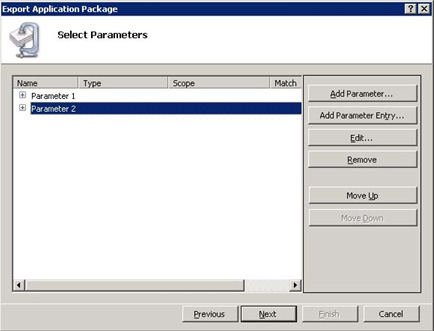 Export Application Package
Select Parameters
Name Type Scope Match
Parameter 1
Parameter 2
Add Parameter...
Add Parameter Entry...
Edit...
Remove
Move Up
Move Down
Previous Next Finish Cancel